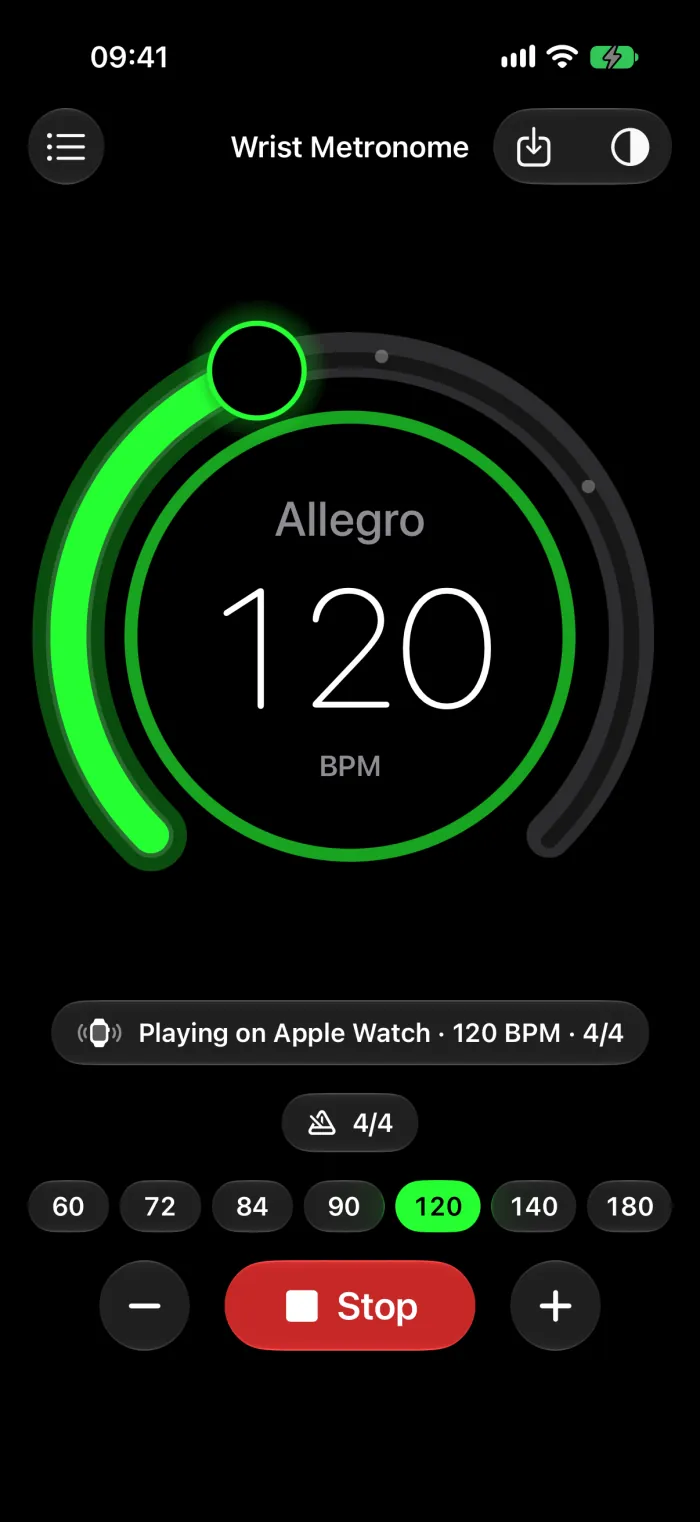 09:41
Wrist Metronome
Allegro
120
BPM
Playing on Apple Watch · 120 BPM · 4/4
4/4
60 72 84 90 120 140 180
Stop